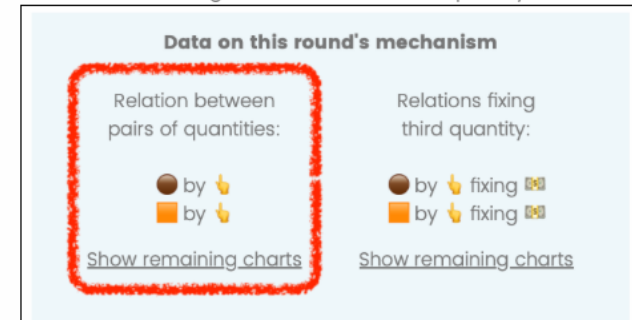 Data on this round's mechanism
Relation between
pairs of quantities:
🟤 by 👆
🟧 by 👆
Show remaining charts
Relations fixing
third quantity:
🟤 by 👆 fixing 💵
🟧 by 👆 fixing 💵
Show remaining charts